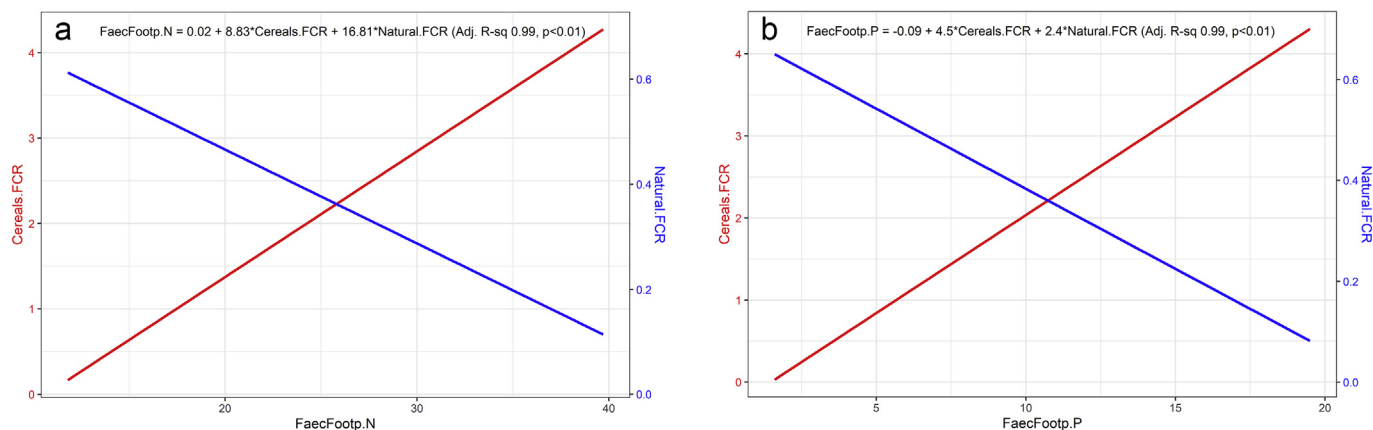 a
FaecFootp.N = 0.02 + 8.83*Cereals.FCR + 16.81*Natural.FCR (Adj. R-sq 0.99, p<0.01)
4
3
2
1
0
Cereals.FCR
0.6
0.4
0.2
0.0
Natural.FCR
20 30 40
FaecFootp.N
b
FaecFootp.P = -0.09 + 4.5*Cereals.FCR + 2.4*Natural.FCR (Adj. R-sq 0.99, p<0.01)
4
3
2
1
0
Cereals.FCR
0.6
0.4
0.2
0.0
Natural.FCR
5 10 15 20
FaecFootp.P